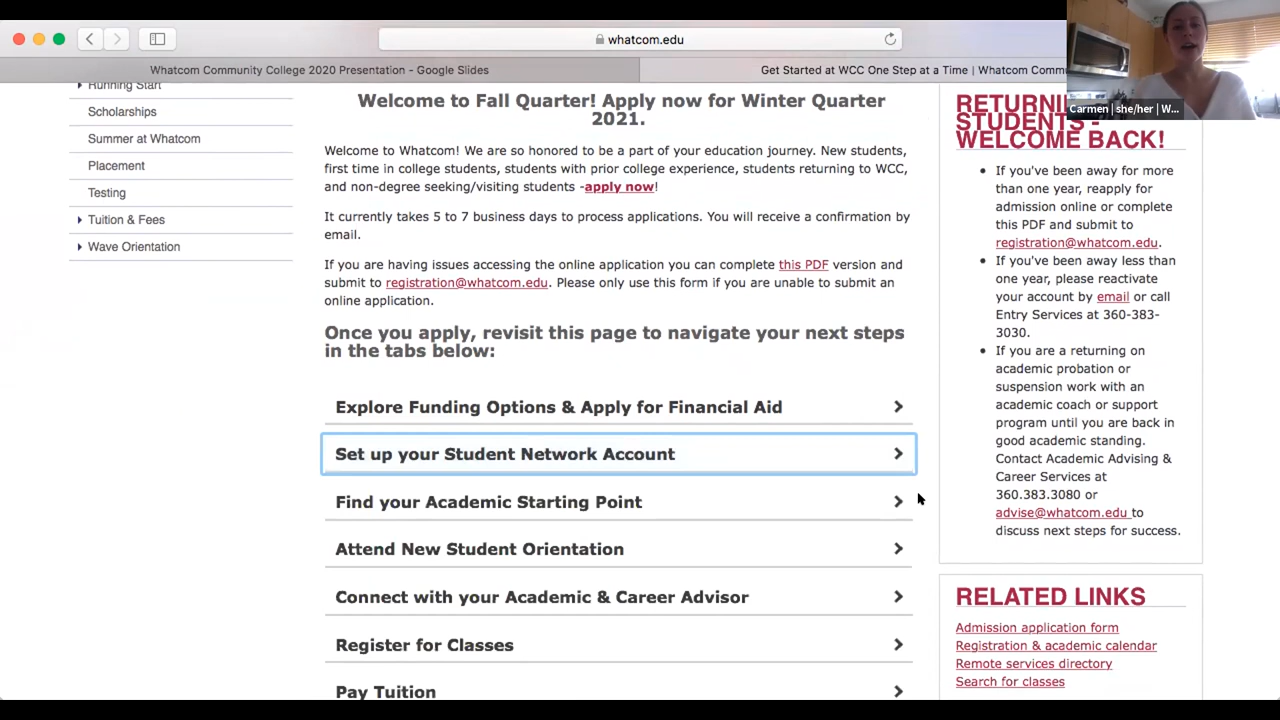 whatcom.edu
Whatcom Community College 2020 Presentation - Google Slides
Get Started at WCC One Step at a Time | Whatcom Comm
Carmen | she/her | W...
Running Start
Scholarships
Summer at Whatcom
Placement
Testing
Tuition & Fees
Wave Orientation
Welcome to Fall Quarter! Apply now for Winter Quarter
2021.
Welcome to Whatcom! We are so honored to be a part of your education journey. New students,
first time in college students, students with prior college experience, students returning to WCC,
and non-degree seeking/visiting students -apply now!
It currently takes 5 to 7 business days to process applications. You will receive a confirmation by
email.
If you are having issues accessing the online application you can complete this PDF version and
submit to registration@whatcom.edu. Please only use this form if you are unable to submit an
online application.
Once you apply, revisit this page to navigate your next steps
in the tabs below:
Explore Funding Options & Apply for Financial Aid
Set up your Student Network Account
Find your Academic Starting Point
Attend New Student Orientation
Connect with your Academic & Career Advisor
Register for Classes
Pay Tuition
STUDENTS -
WELCOME BACK!
If you've been away for more
than one year, reapply for
admission online or complete
this PDF and submit to
registration@whatcom.edu.
If you've been away less than
one year, please reactivate
your account by email or call
Entry Services at 360-383-
3030.
If you are a returning on
academic probation or
suspension work with an
academic coach or support
program until you are back in
good academic standing.
Contact Academic Advising &
Career Services at
360.383.3080 or
advise@whatcom.edu to
discuss next steps for success.
RELATED LINKS
Admission application form
Registration & academic calendar
Remote services directory
Search for classes